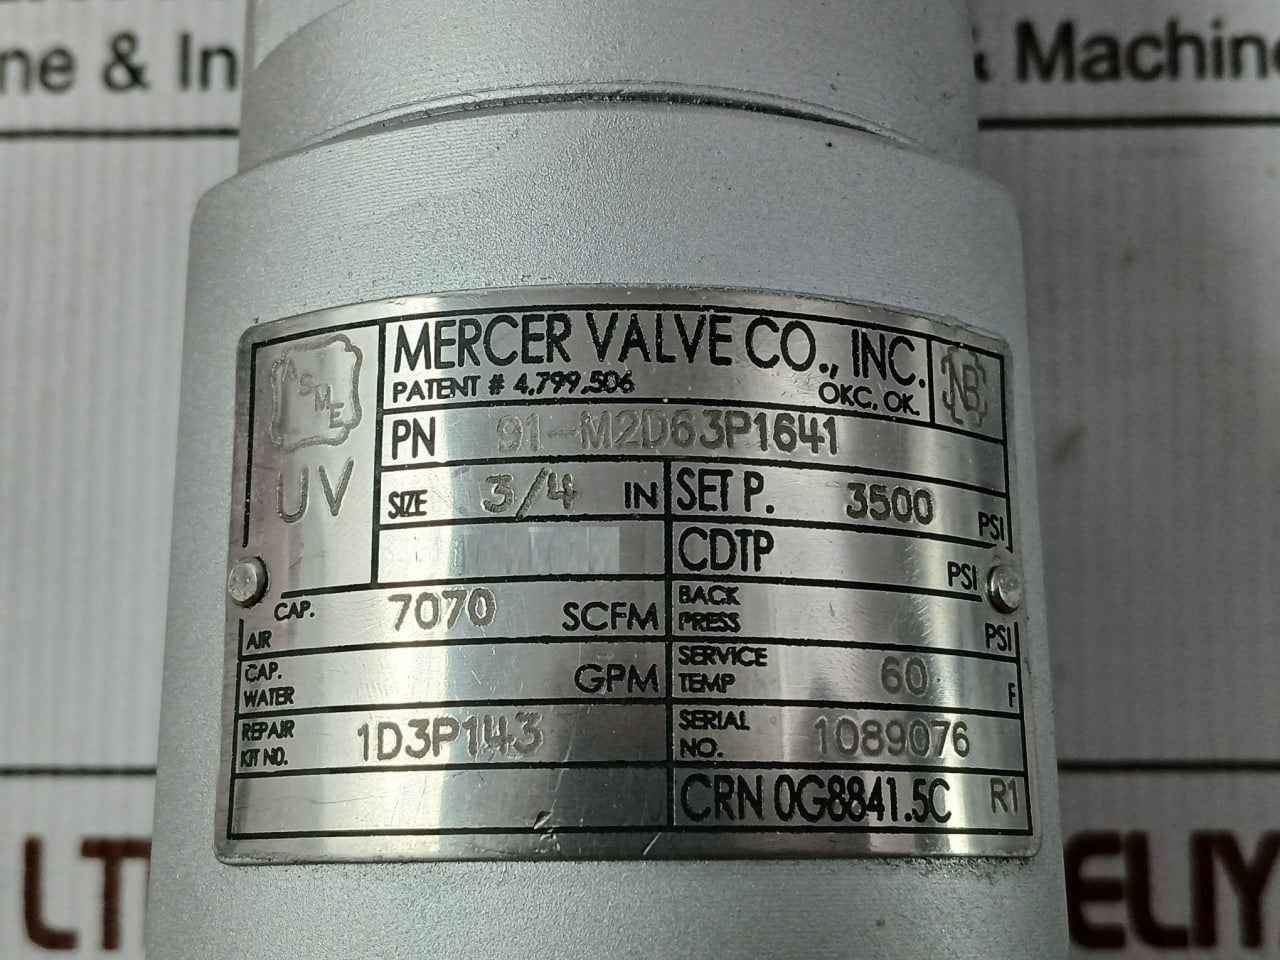 ne & In
& Machine
ASME
UV
MERCER VALVE CO., INC.
PATENT # 4,799,506 OKC, OK.
NB
PN 91-M2D63P1641
SIZE 3/4 IN
SET P. 3500 PSI
CDTP PSI
CAP. AIR 7070 SCFM
BACK PRESS PSI
CAP. WATER GPM
SERVICE TEMP 60 F
REPAIR KIT NO. 1D3P143
SERIAL NO. 1089076
CRN 0G8841.5C R1
LT
ELIY